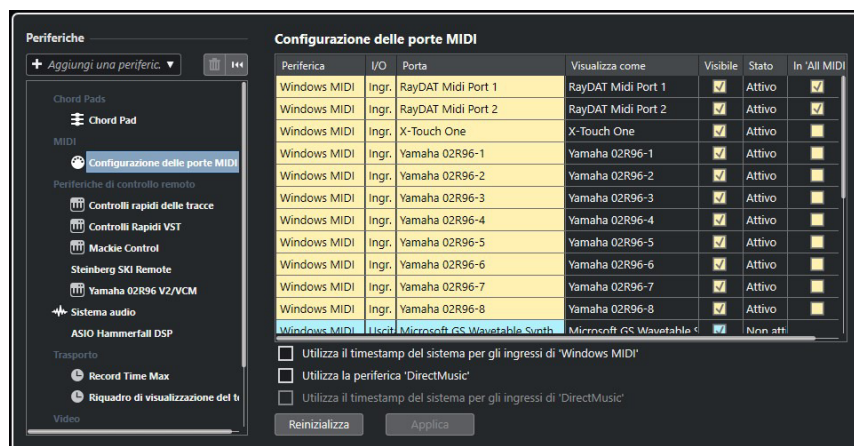 Periferiche
Configurazione delle porte MIDI
+ Aggiungi una periferic. ▼
Periferica I/O Porta Visualizza come Visibile Stato In 'All MIDI
Windows MIDI Ingr. RayDAT Midi Port 1 RayDAT Midi Port 1 Attivo
Windows MIDI Ingr. RayDAT Midi Port 2 RayDAT Midi Port 2 Attivo
Windows MIDI Ingr. X-Touch One X-Touch One Attivo
Windows MIDI Ingr. Yamaha 02R96-1 Yamaha 02R96-1 Attivo
Windows MIDI Ingr. Yamaha 02R96-2 Yamaha 02R96-2 Attivo
Windows MIDI Ingr. Yamaha 02R96-3 Yamaha 02R96-3 Attivo
Windows MIDI Ingr. Yamaha 02R96-4 Yamaha 02R96-4 Attivo
Windows MIDI Ingr. Yamaha 02R96-5 Yamaha 02R96-5 Attivo
Windows MIDI Ingr. Yamaha 02R96-6 Yamaha 02R96-6 Attivo
Windows MIDI Ingr. Yamaha 02R96-7 Yamaha 02R96-7 Attivo
Windows MIDI Ingr. Yamaha 02R96-8 Yamaha 02R96-8 Attivo
Windows MIDI Uscit Microsoft GS Wavetable Synth Microsoft GS Wavetable S Non atti
Chord Pads
Chord Pad
MIDI
Configurazione delle porte MIDI
Periferiche di controllo remoto
Controlli rapidi delle tracce
Controlli Rapidi VST
Mackie Control
Steinberg SKI Remote
Yamaha 02R96 V2/VCM
Sistema audio
ASIO Hammerfall DSP
Trasporto
Record Time Max
Riquadro di visualizzazione del te
Video
Utilizza il timestamp del sistema per gli ingressi di 'Windows MIDI'
Utilizza la periferica 'DirectMusic'
Utilizza il timestamp del sistema per gli ingressi di 'DirectMusic'
Reinizializza
Applica